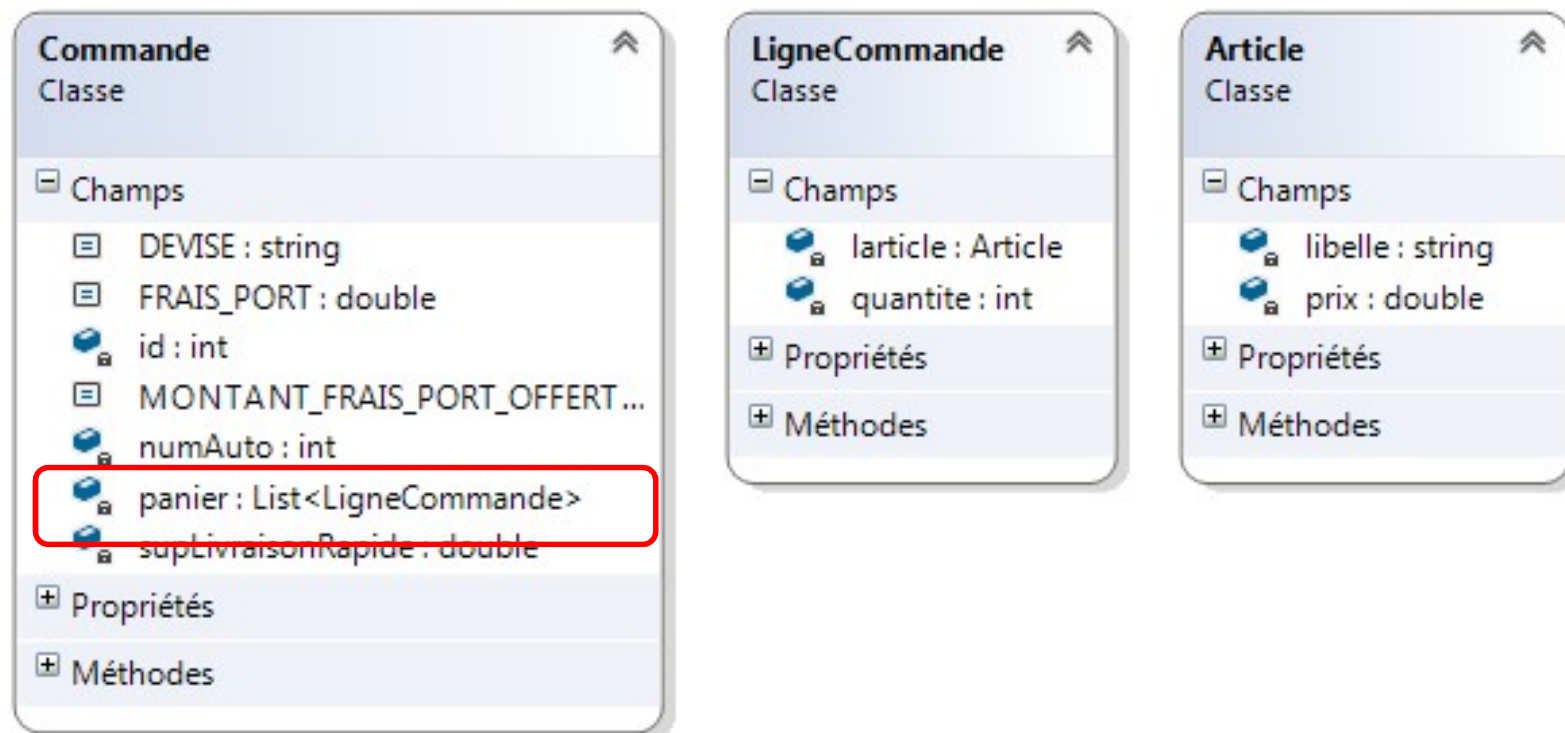 Commande
Classe
Champs
DEVISE : string
FRAIS_PORT : double
id : int
MONTANT_FRAIS_PORT_OFFERT...
numAuto : int
panier : List<LigneCommande>
supLivraisonRapide : double
Propriétés
Méthodes
LigneCommande
Classe
Champs
larticle : Article
quantite : int
Propriétés
Méthodes
Article
Classe
Champs
libelle : string
prix : double
Propriétés
Méthodes